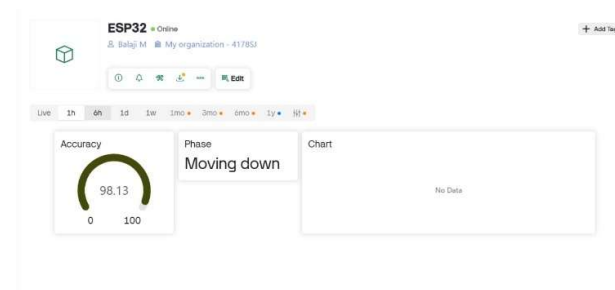 ESP32 Online
Balaji M My organization - 4178SJ
Edit
+ Add Tag
Live 1h 6h 1d 1w 1mo 3mo 6mo 1y
Accuracy
98.13
0 100
Phase
Moving down
Chart
No Data